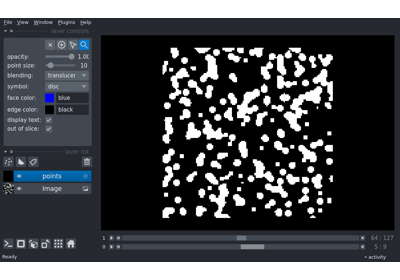 File View Window Plugins Help
layer controls
opacity: 1.00
point size: 10
blending: translucer
symbol: disc
face color: blue
edge color: black
display text:
out of slice:
layer list
points
Image
1 64 127
0 5 9
Ready activity